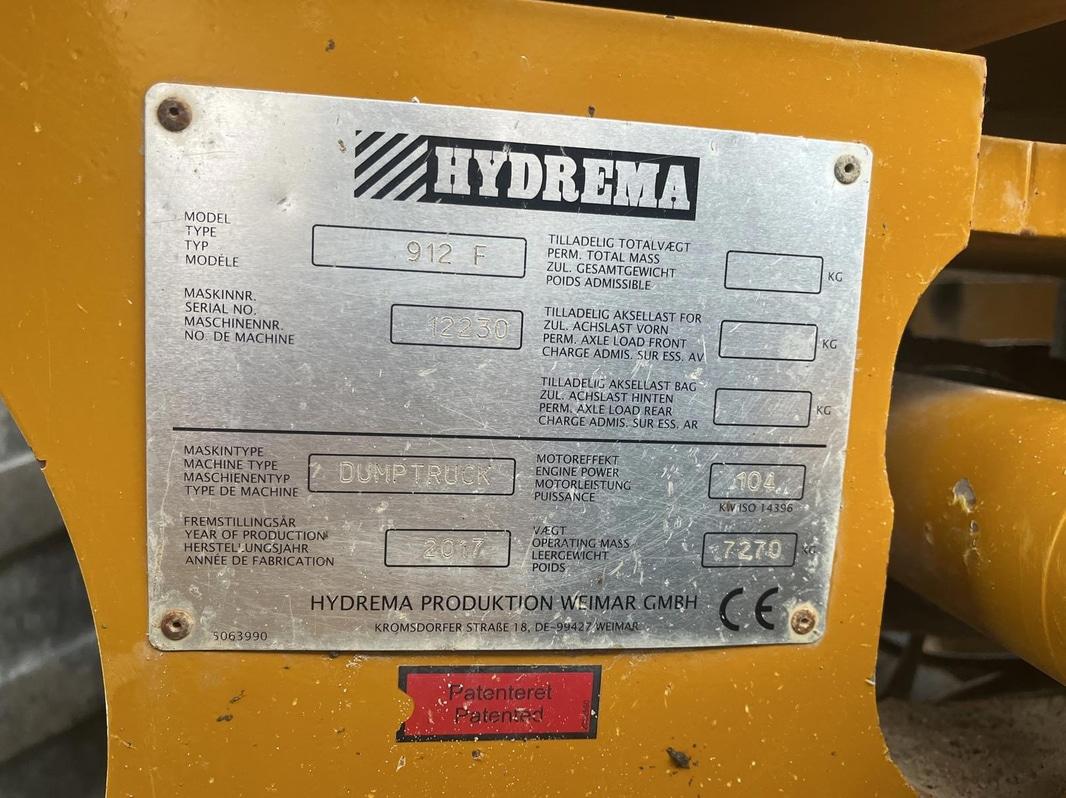 HYDREMA
MODEL
TYPE
TYP
MODÈLE
912 F
MASKINNR.
SERIAL NO.
MASCHINENNR.
NO. DE MACHINE
12230
TILLADELIG TOTALVÆGT
PERM. TOTAL MASS
ZUL. GESAMTGEWICHT
POIDS ADMISSIBLE
KG
TILLADELIG AKSELLAST FOR
ZUL. ACHSLAST VORN
PERM. AXLE LOAD FRONT
CHARGE ADMIS. SUR ESS. AV
KG
TILLADELIG AKSELLAST BAG
ZUL. ACHSLAST HINTEN
PERM. AXLE LOAD REAR
CHARGE ADMIS. SUR ESS. AR
KG
MASKINTYPE
MACHINE TYPE
MASCHIENENTYP
TYPE DE MACHINE
DUMPTRUCK
MOTOREFFEKT
ENGINE POWER
MOTORLEISTUNG
PUISSANCE
104
KW ISO 14396
FREMSTILLINGSÅR
YEAR OF PRODUCTION
HERSTELLUNGSJAHR
ANNÉE DE FABRICATION
2017
VÆGT
OPERATING MASS
LEERGEWICHT
POIDS
7270
KG
HYDREMA PRODUKTION WEIMAR GMBH
KROMSDORFER STRAßE 18, DE-99427 WEIMAR
CE
5063990
Patenteret
Patented